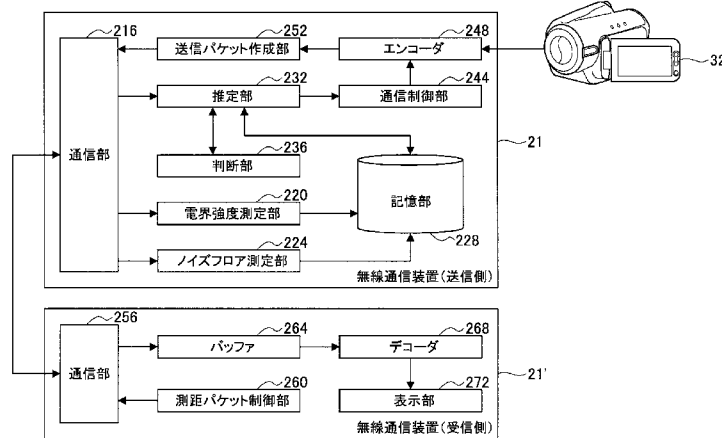 216
252
248
送信パケット作成部
エンコーダ
32
232
244
推定部
通信制御部
21
通信部
236
判断部
220
記憶部
電界強度測定部
228
224
ノイズフロア測定部
無線通信装置(送信側)
256
264
268
バッファ
デコーダ
通信部
260
272
21'
測距パケット制御部
表示部
無線通信装置(受信側)